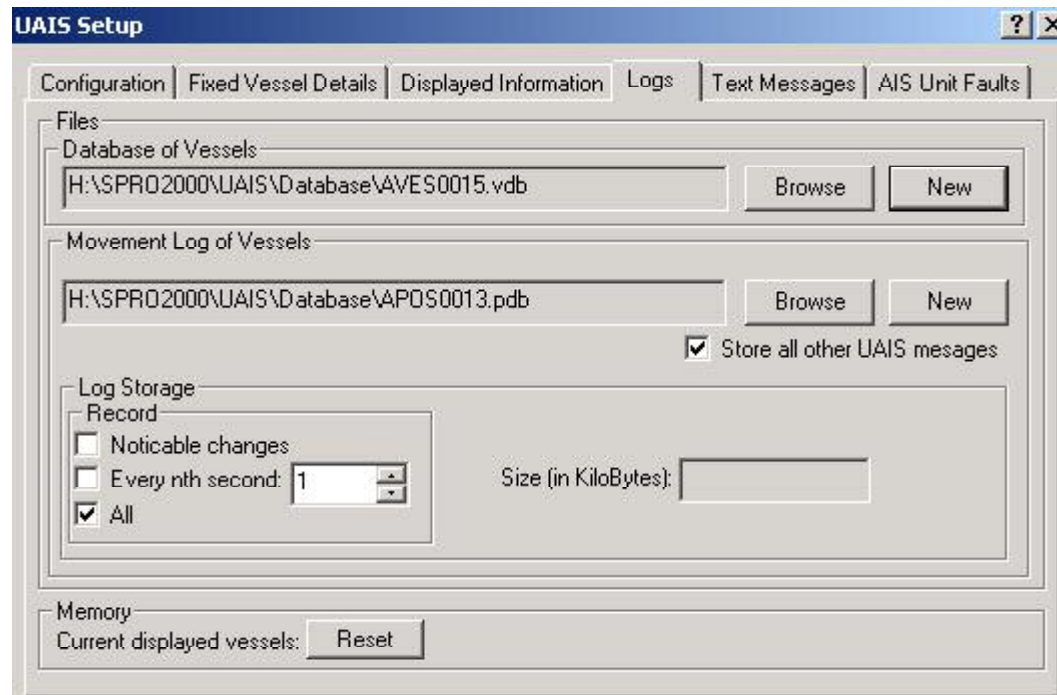 UAIS Setup
? X
Configuration Fixed Vessel Details Displayed Information Logs Text Messages AIS Unit Faults
Files
Database of Vessels
H:\SPRO2000\UAIS\Database\AVES0015.vdb Browse New
Movement Log of Vessels
H:\SPRO2000\UAIS\Database\APOS0013.pdb Browse New
Store all other UAIS mesages
Log Storage
Record
Noticable changes
Every nth second: 1
Size (in KiloBytes):
All
Memory
Current displayed vessels: Reset